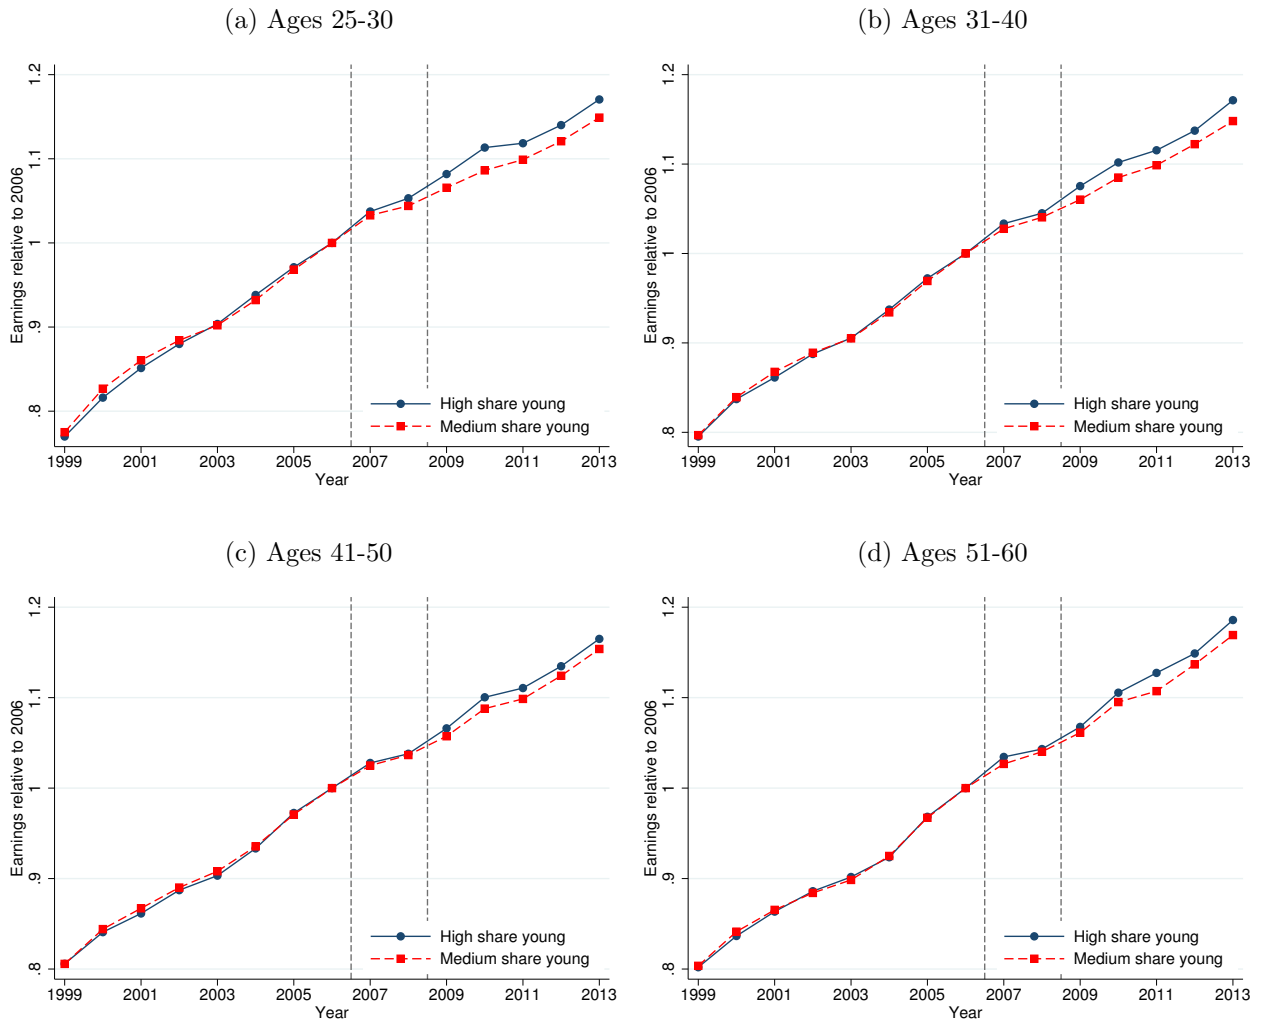 (a) Ages 25-30
Earnings relative to 2006
1.2
1.1
1
.9
.8
High share young
Medium share young
1999 2001 2003 2005 2007 2009 2011 2013
Year
(b) Ages 31-40
Earnings relative to 2006
1.2
1.1
1
.9
.8
High share young
Medium share young
1999 2001 2003 2005 2007 2009 2011 2013
Year
(c) Ages 41-50
Earnings relative to 2006
1.2
1.1
1
.9
.8
High share young
Medium share young
1999 2001 2003 2005 2007 2009 2011 2013
Year
(d) Ages 51-60
Earnings relative to 2006
1.2
1.1
1
.9
.8
High share young
Medium share young
1999 2001 2003 2005 2007 2009 2011 2013
Year